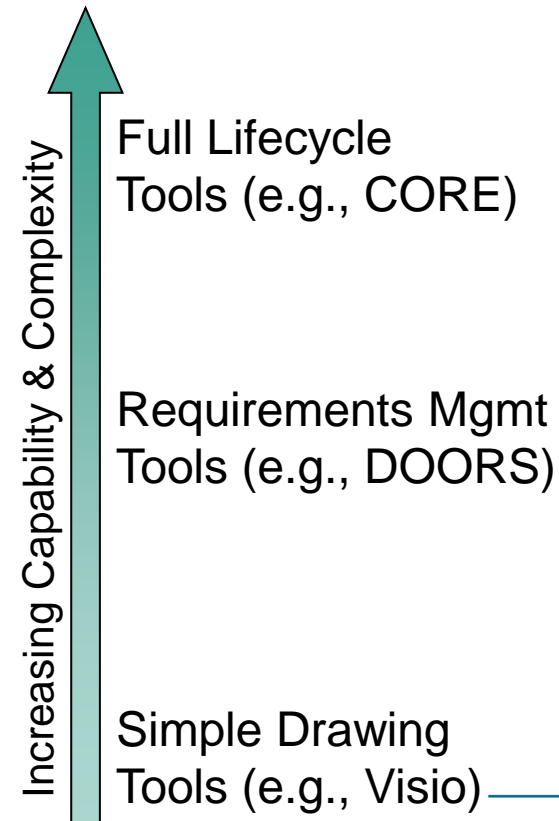 Increasing Capability & Complexity
Full Lifecycle
Tools (e.g., CORE)
Requirements Mgmt
Tools (e.g., DOORS)
Simple Drawing
Tools (e.g., Visio)